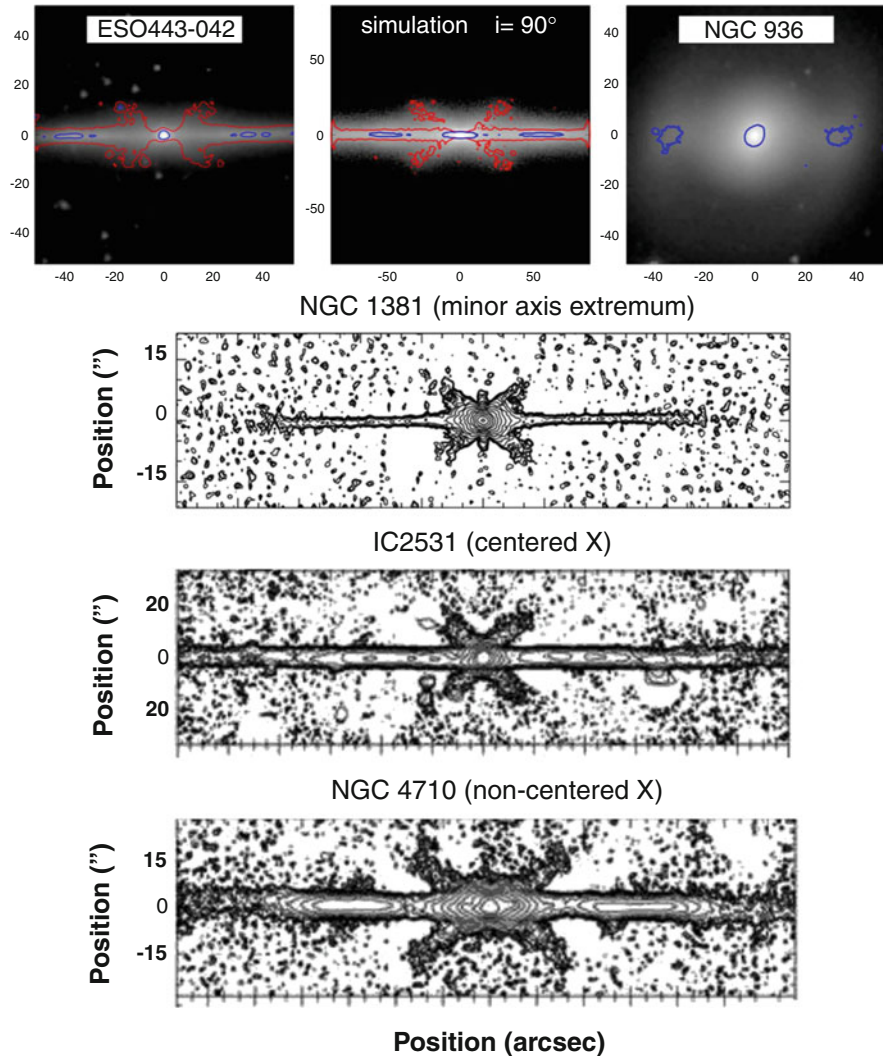 ESO443-042
simulation i= 90°
NGC 936
40
20
0
-20
-40
50
0
-50
40
20
0
-20
-40
-40 -20 0 20 40
-50 0 50
-40 -20 0 20 40
NGC 1381 (minor axis extremum)
Position (")
15
0
-15
IC2531 (centered X)
Position (")
20
0
20
NGC 4710 (non-centered X)
Position (")
15
0
-15
Position (arcsec)